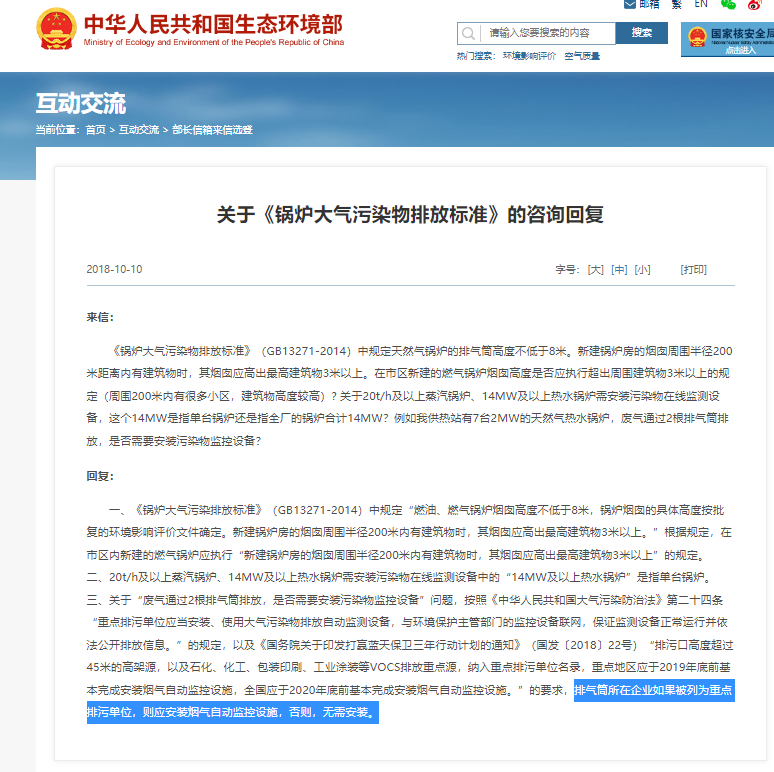 邮箱 繁 EN
中华人民共和国生态环境部
Ministry of Ecology and Environment of the People's Republic of China
请输入您要搜索的内容 搜索
热门搜索： 环境影响评价 空气质量
国家核安全局
点击进入
互动交流
当前位置： 首页 > 互动交流 > 部长信箱来信选登
关于《锅炉大气污染物排放标准》的咨询回复
2018-10-10 字号： [大] [中] [小] [打印]
来信：
《锅炉大气污染物排放标准》（GB13271-2014）中规定天然气锅炉的排气筒高度不低于8米。新建锅炉房的烟囱周围半径200
米距离内有建筑物时，其烟囱应高出最高建筑物3米以上。在市区新建的燃气锅炉烟囱高度是否应执行超出周围建筑物3米以上的规
定（周围200米内有很多小区，建筑物高度较高）？关于20t/h及以上蒸汽锅炉、14MW及以上热水锅炉需安装污染物在线监测设
备，这个14MW是指单台锅炉还是指全厂的锅炉合计14MW？例如我供热站有7台2MW的天然气热水锅炉，废气通过2根排气筒排
放，是否需要安装污染物监控设备？
回复：
一、《锅炉大气污染排放标准》（GB13271-2014）中规定“燃油、燃气锅炉烟囱高度不低于8米，锅炉烟囱的具体高度按批
复的环境影响评价文件确定。新建锅炉房的烟囱周围半径200米内有建筑物时，其烟囱应高出最高建筑物3米以上。”根据规定，在
市区内新建的燃气锅炉应执行“新建锅炉房的烟囱周围半径200米内有建筑物时，其烟囱应高出最高建筑物3米以上”的规定。
二、20t/h及以上蒸汽锅炉、14MW及以上热水锅炉需安装污染物在线监测设备中的“14MW及以上热水锅炉”是指单台锅炉。
三、关于“废气通过2根排气筒排放，是否需要安装污染物监控设备”问题，按照《中华人民共和国大气污染防治法》第二十四条
“重点排污单位应当安装、使用大气污染物排放自动监测设备，与环境保护主管部门的监控设备联网，保证监测设备正常运行并依
法公开排放信息。”的规定，以及《国务院关于印发打赢蓝天保卫三年行动计划的通知》（国发〔2018〕22号）“排污口高度超过
45米的高架源，以及石化、化工、包装印刷、工业涂装等VOCS排放重点源，纳入重点排污单位名录，重点地区应于2019年底前基
本完成安装烟气自动监控设施，全国应于2020年底前基本完成安装烟气自动监控设施。”的要求，排气筒所在企业如果被列为重点
排污单位，则应安装烟气自动监控设施，否则，无需安装。